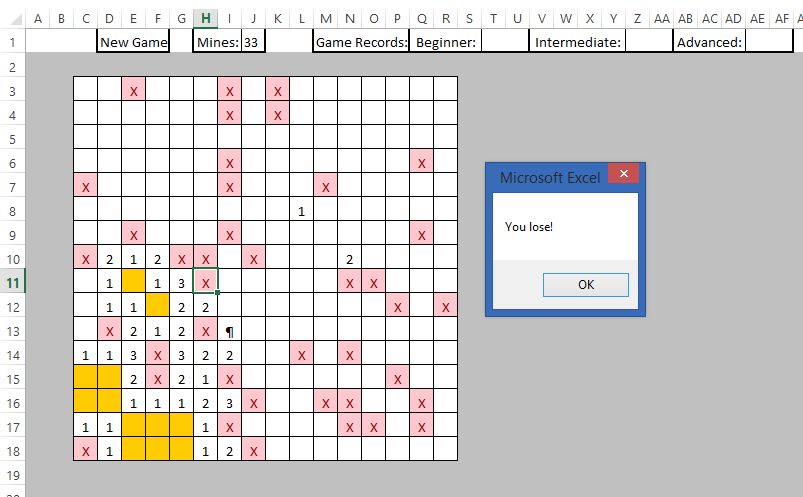 A B C D E F G H I J K L M N O P Q R S T U V W X Y Z AA AB AC AD AE AF
1 New Game Mines: 33 Game Records: Beginner: Intermediate: Advanced:
2
3 X X X
4 X X
5
6 X X
7 X X X
8 1
9 X X X
10 X 2 1 2 X X X 2
11 1 1 3 X X X
12 1 1 2 2 X X
13 X 2 1 2 X ¶
14 1 1 3 X 3 2 2 X X
15 2 X 2 1 X X
16 1 1 1 2 3 X X X X
17 1 1 1 X X X X
18 X 1 1 2 X
19
Microsoft Excel
You lose!
OK